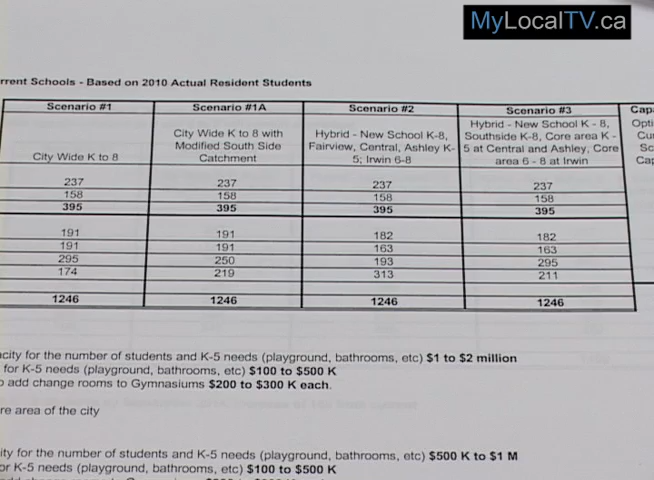 MyLocalTV.ca
rrent Schools - Based on 2010 Actual Resident Students
Scenario #1 Scenario #1A Scenario #2 Scenario #3 Cap
City Wide K to 8 City Wide K to 8 with Modified South Side Catchment Hybrid - New School K-8, Fairview, Central, Ashley K-5; Irwin 6-8 Hybrid - New School K - 8, Southside K-8, Core area K - 5 at Central and Ashley, Core area 6 - 8 at Irwin Opti Cu Sc Cap
237 237 237 237
158 158 158 158
395 395 395 395
191 191 182 182
191 191 163 163
295 250 193 295
174 219 313 211
1246 1246 1246 1246
acity for the number of students and K-5 needs (playground, bathrooms, etc) $1 to $2 million
for K-5 needs (playground, bathrooms, etc) $100 to $500 K
o add change rooms to Gymnasiums $200 to $300 K each.
re area of the city
ity for the number of students and K-5 needs (playground, bathrooms, etc) $500 K to $1 M
or K-5 needs (playground, bathrooms, etc) $100 to $500 K